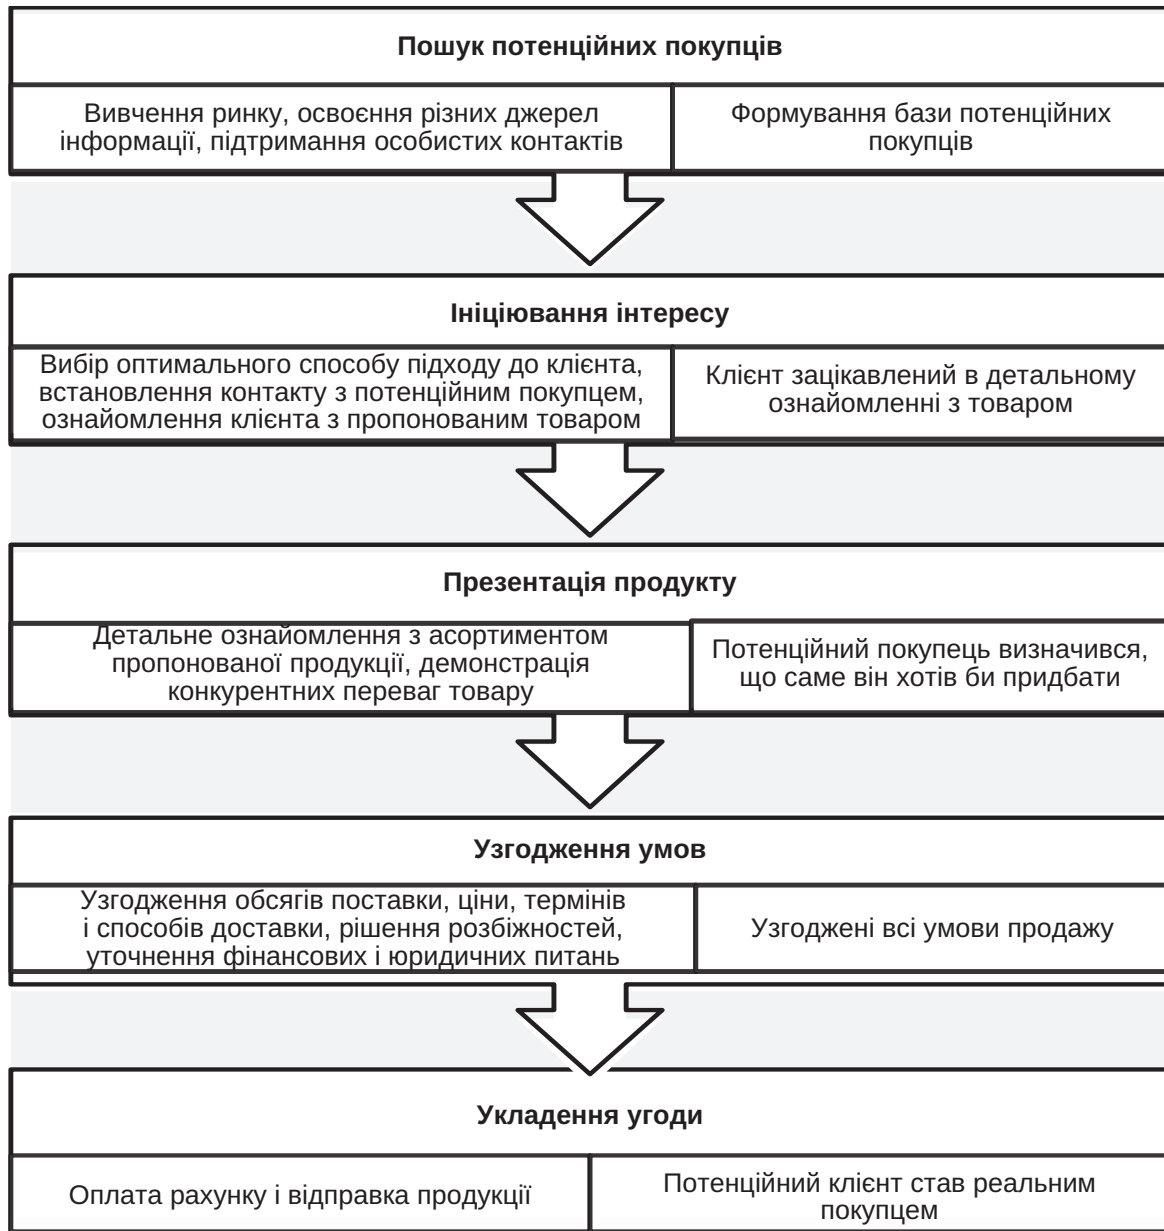 Пошук потенційних покупців
Вивчення ринку, освоєння різних джерел
інформації, підтримання особистих контактів
Формування бази потенційних
покупців
Ініціювання інтересу
Вибір оптимального способу підходу до клієнта,
встановлення контакту з потенційним покупцем,
ознайомлення клієнта з пропонованим товаром
Клієнт зацікавлений в детальному
ознайомленні з товаром
Презентація продукту
Детальне ознайомлення з асортиментом
пропонованої продукції, демонстрація
конкурентних переваг товару
Потенційний покупець визначився,
що саме він хотів би придбати
Узгодження умов
Узгодження обсягів поставки, ціни, термінів
і способів доставки, рішення розбіжностей,
уточнення фінансових і юридичних питань
Узгоджені всі умови продажу
Укладення угоди
Оплата рахунку і відправка продукції
Потенційний клієнт став реальним
покупцем